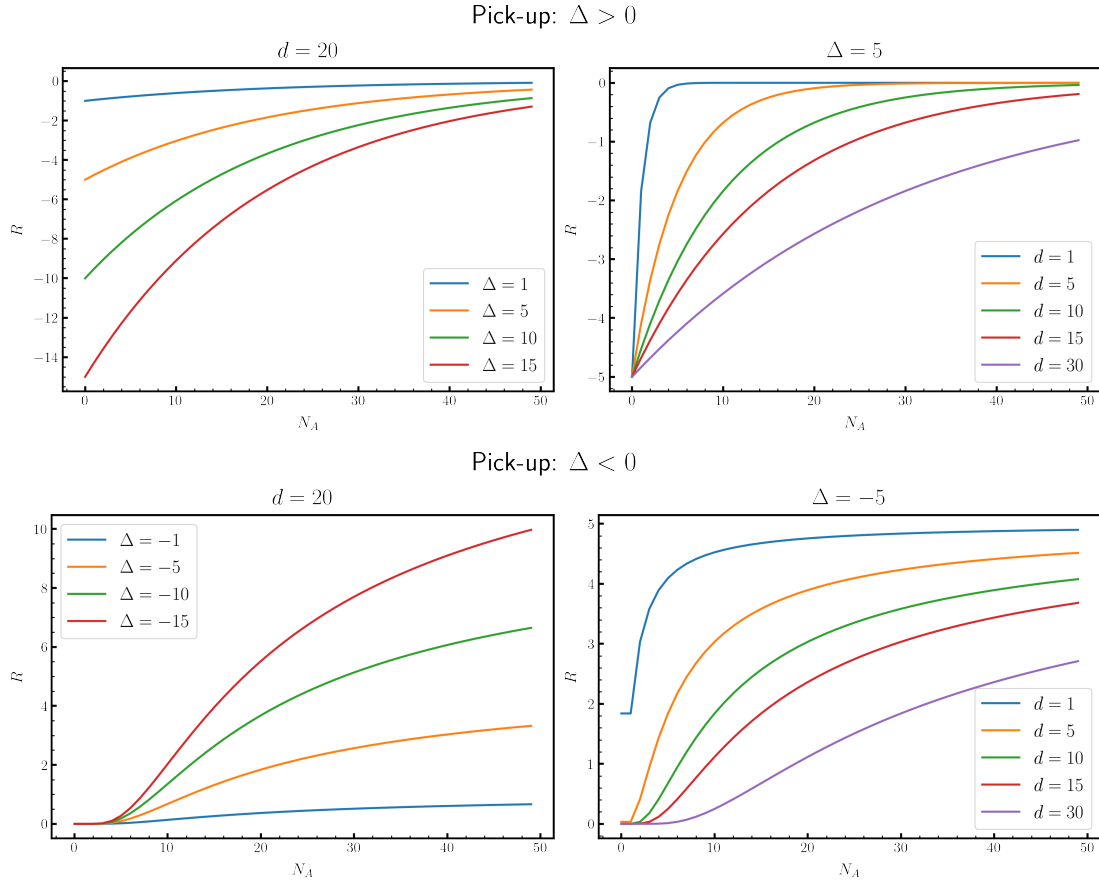 Pick-up: Δ > 0
d = 20
0
−2
−4
−6
−8
−10
−12
−14
R
0
10
20
30
40
50
N_A
Δ = 1
Δ = 5
Δ = 10
Δ = 15
Δ = 5
0
−1
−2
−3
−4
−5
R
0
10
20
30
40
50
N_A
d = 1
d = 5
d = 10
d = 15
d = 30
Pick-up: Δ < 0
d = 20
10
8
6
4
2
0
R
0
10
20
30
40
50
N_A
Δ = −1
Δ = −5
Δ = −10
Δ = −15
Δ = −5
5
4
3
2
1
0
R
0
10
20
30
40
50
N_A
d = 1
d = 5
d = 10
d = 15
d = 30